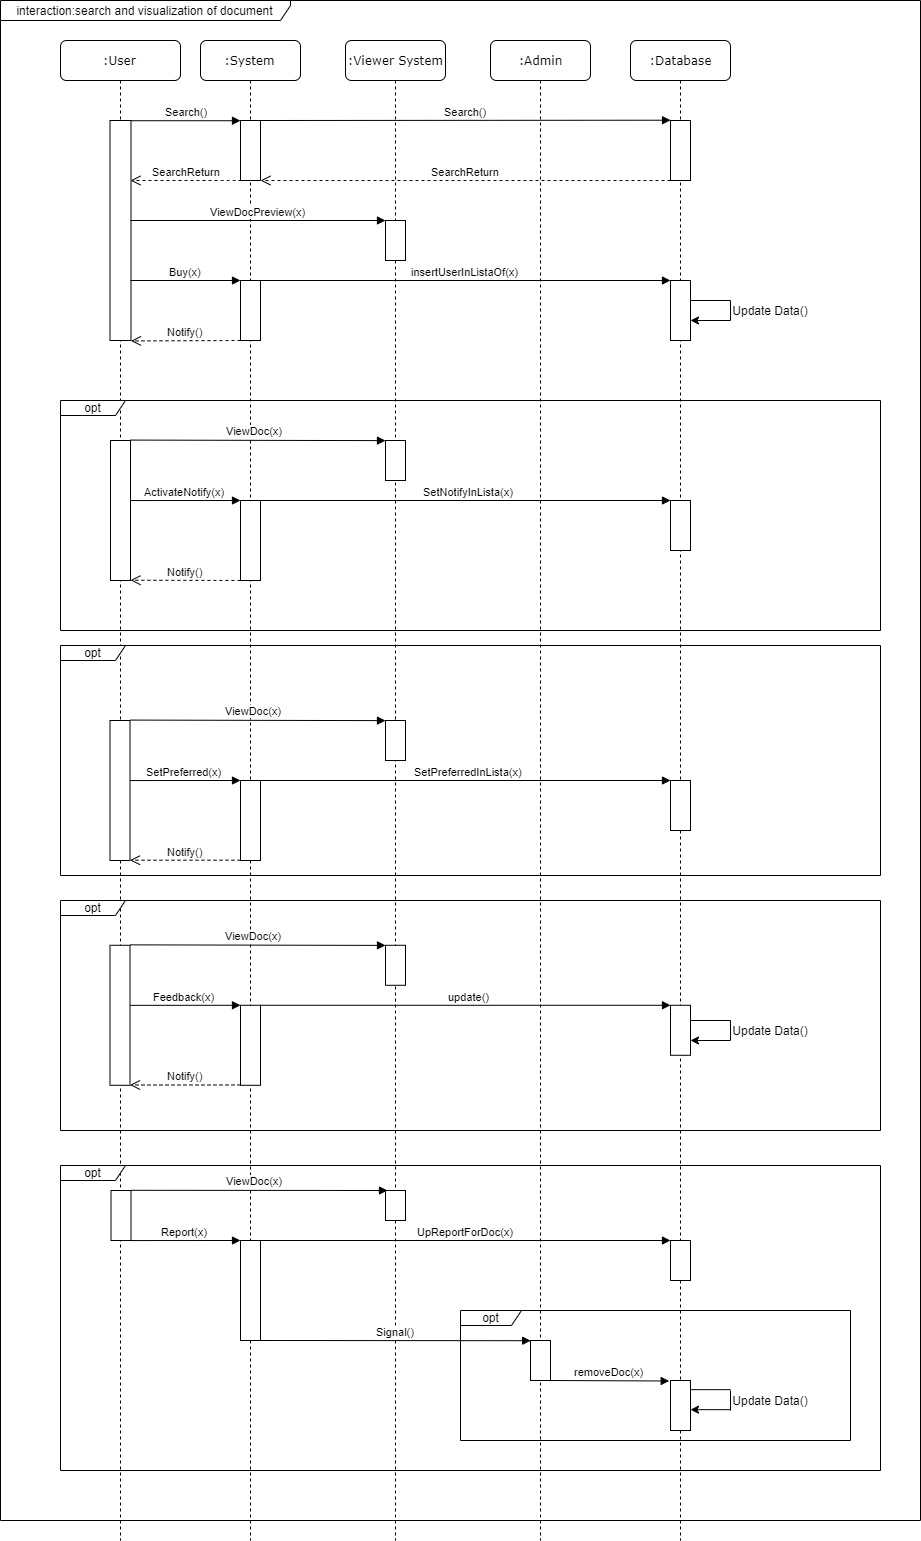 interaction:search and visualization of document
:User
:System
:Viewer System
:Admin
:Database
Search()
Search()
SearchReturn
SearchReturn
ViewDocPreview(x)
Buy(x)
insertUserInListaOf(x)
Update Data()
Notify()
opt
ViewDoc(x)
ActivateNotify(x)
SetNotifyInLista(x)
Notify()
opt
ViewDoc(x)
SetPreferred(x)
SetPreferredInLista(x)
Notify()
opt
ViewDoc(x)
Feedback(x)
update()
Update Data()
Notify()
opt
ViewDoc(x)
Report(x)
UpReportForDoc(x)
opt
Signal()
removeDoc(x)
Update Data()